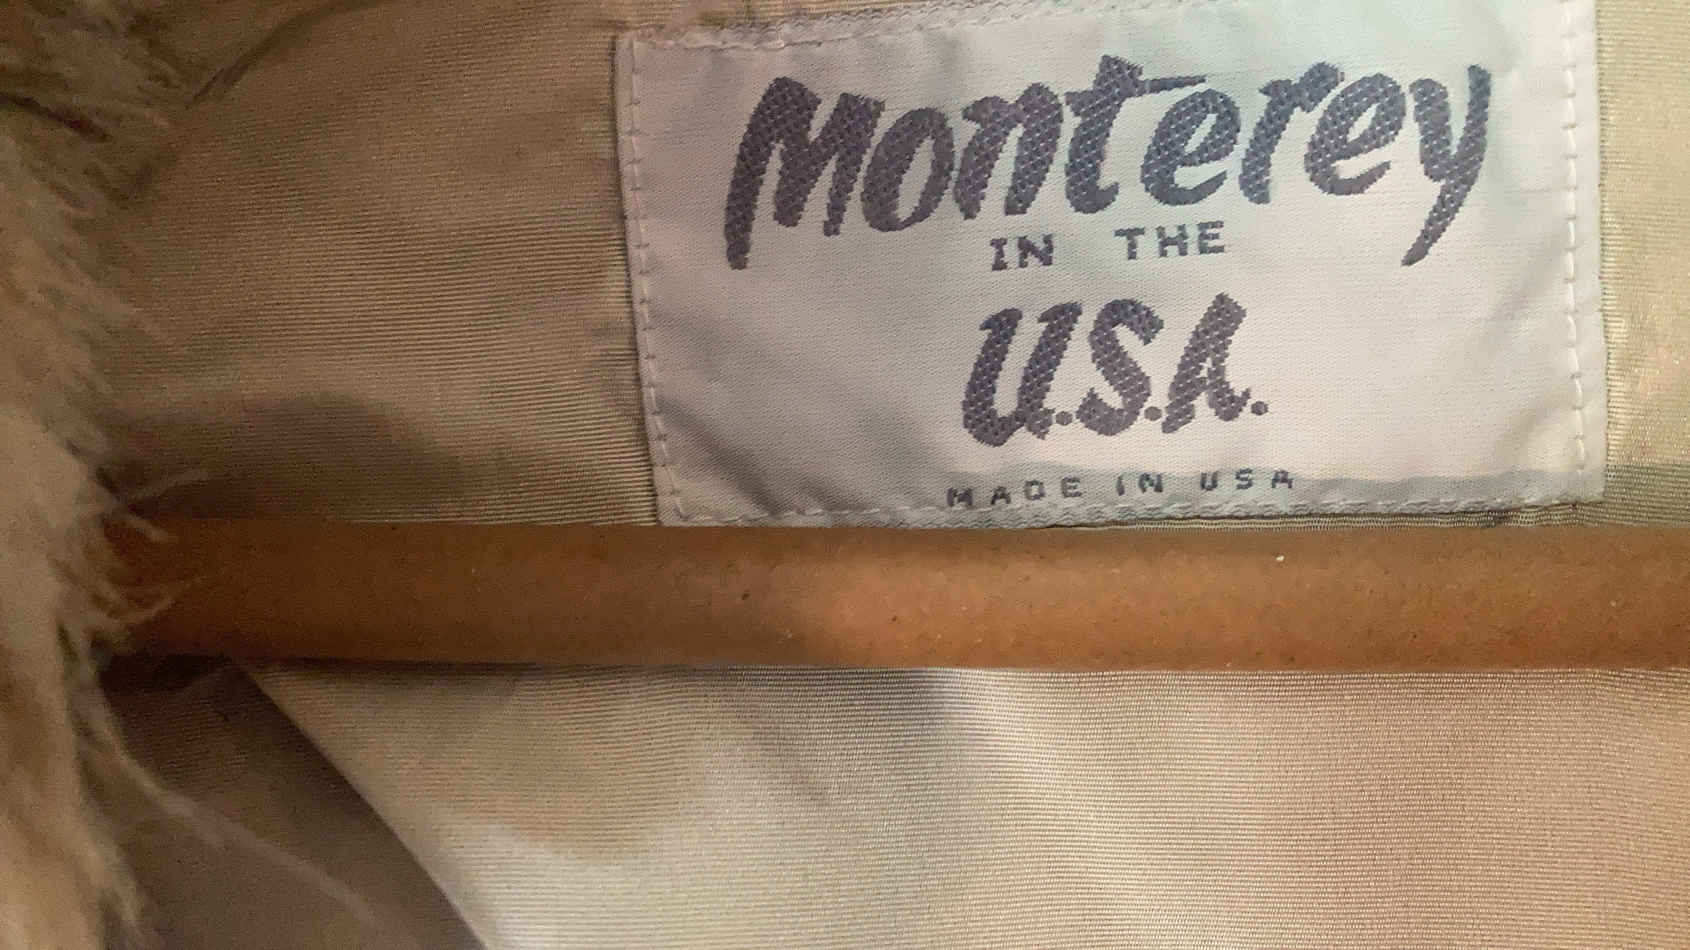 Monterey
IN THE
U.S.A.
MADE IN USA